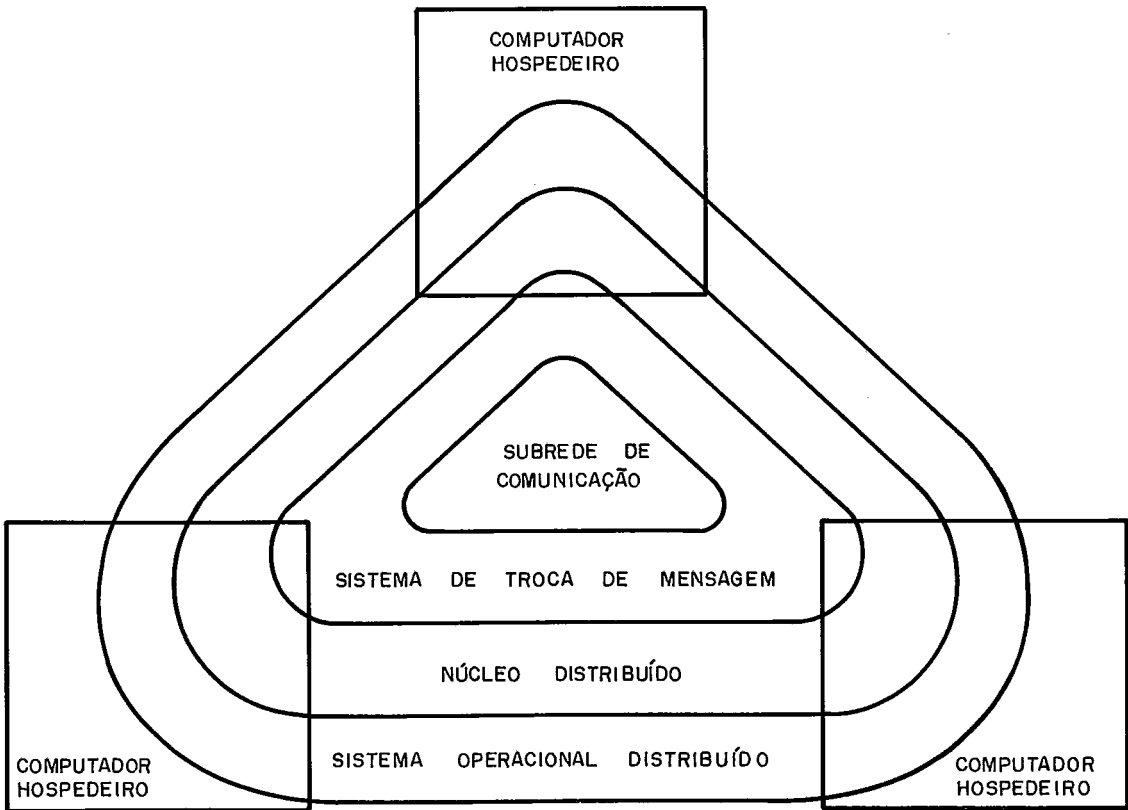 COMPUTADOR
HOSPEDEIRO
SUBREDE DE
COMUNICAÇÃO
SISTEMA DE TROCA DE MENSAGEM
NÚCLEO DISTRIBUÍDO
SISTEMA OPERACIONAL DISTRIBUÍDO
COMPUTADOR
HOSPEDEIRO
COMPUTADOR
HOSPEDEIRO